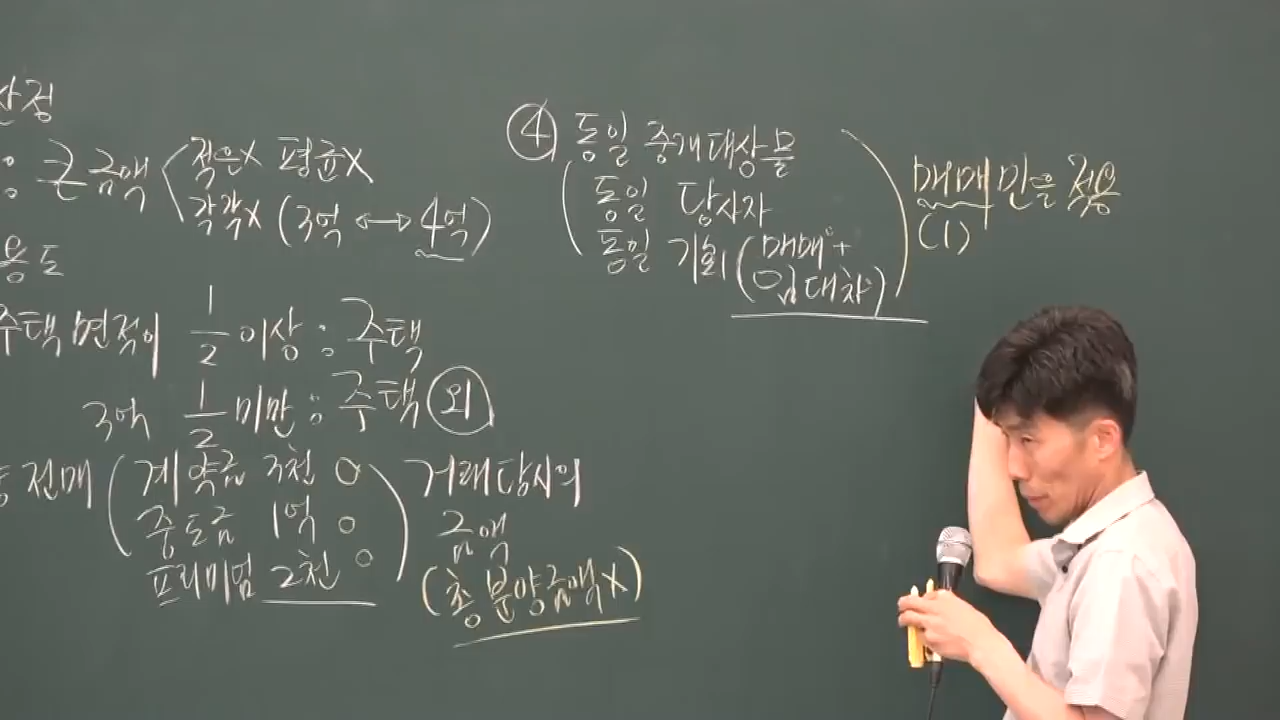 산정
큰 금액 적은X 평균X
각각X (3억 ↔ 4억)
용도
주택 면적이 1/2 이상 : 주택
3억 1/2 미만 : 주택 외
전매 (계약금 3천 0
중도금 1억 0
프리미엄 2천 0)
거래당시의
금액
(총 분양금액X)
④ 동일 중개대상물
동일 당사자
동일 기회 (매매+
임대차)
매매만을 적용
(1)